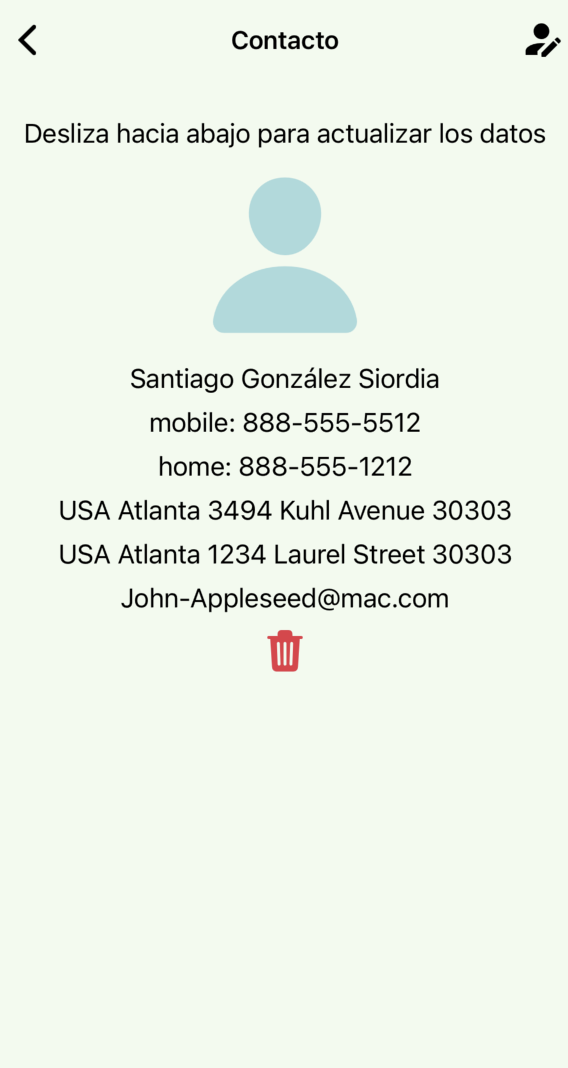 Contacto
Desliza hacia abajo para actualizar los datos
Santiago González Siordia
mobile: 888-555-5512
home: 888-555-1212
USA Atlanta 3494 Kuhl Avenue 30303
USA Atlanta 1234 Laurel Street 30303
John-Appleseed@mac.com